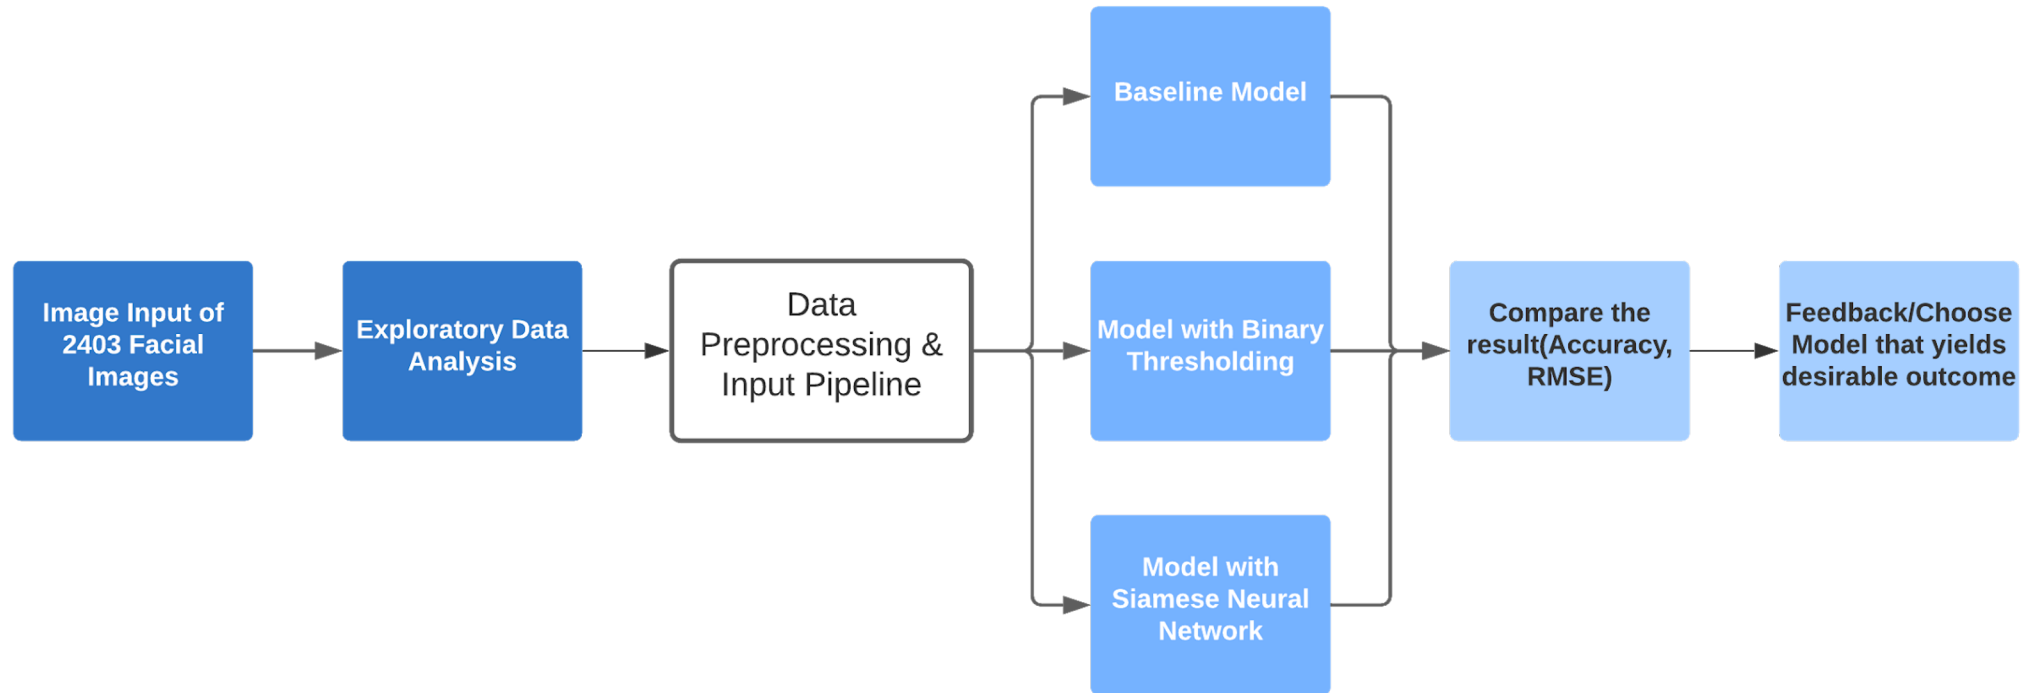 Image Input of
2403 Facial
Images
Exploratory Data
Analysis
Data
Preprocessing &
Input Pipeline
Baseline Model
Model with Binary
Thresholding
Model with
Siamese Neural
Network
Compare the
result(Accuracy,
RMSE)
Feedback/Choose
Model that yields
desirable outcome